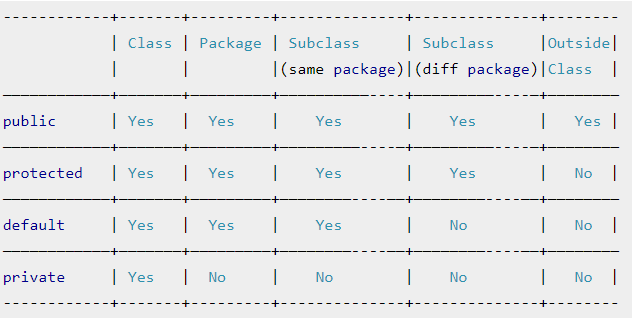 ------------+-------+---------+--------------+--------------+--------
            | Class | Package | Subclass     | Subclass     |Outside|
            |       |         |(same package)|(diff package)|Class  |
————————————+———————+—————————+——————————----——+—————————----—+————————
public      | Yes   |  Yes    |    Yes       |    Yes       |   Yes |
————————————+———————+—————————+——————————----——+—————————----—+————————
protected   | Yes   |  Yes    |    Yes       |    Yes       |   No  |
————————————+———————+—————————+——————————----——+—————————----—+————————
default     | Yes   |  Yes    |    Yes       |    No        |   No  |
————————————+———————+—————————+——————————----——+—————————----—+————————
private     | Yes   |  No     |    No        |    No        |   No  |
------------+-------+---------+--------------+--------------+--------